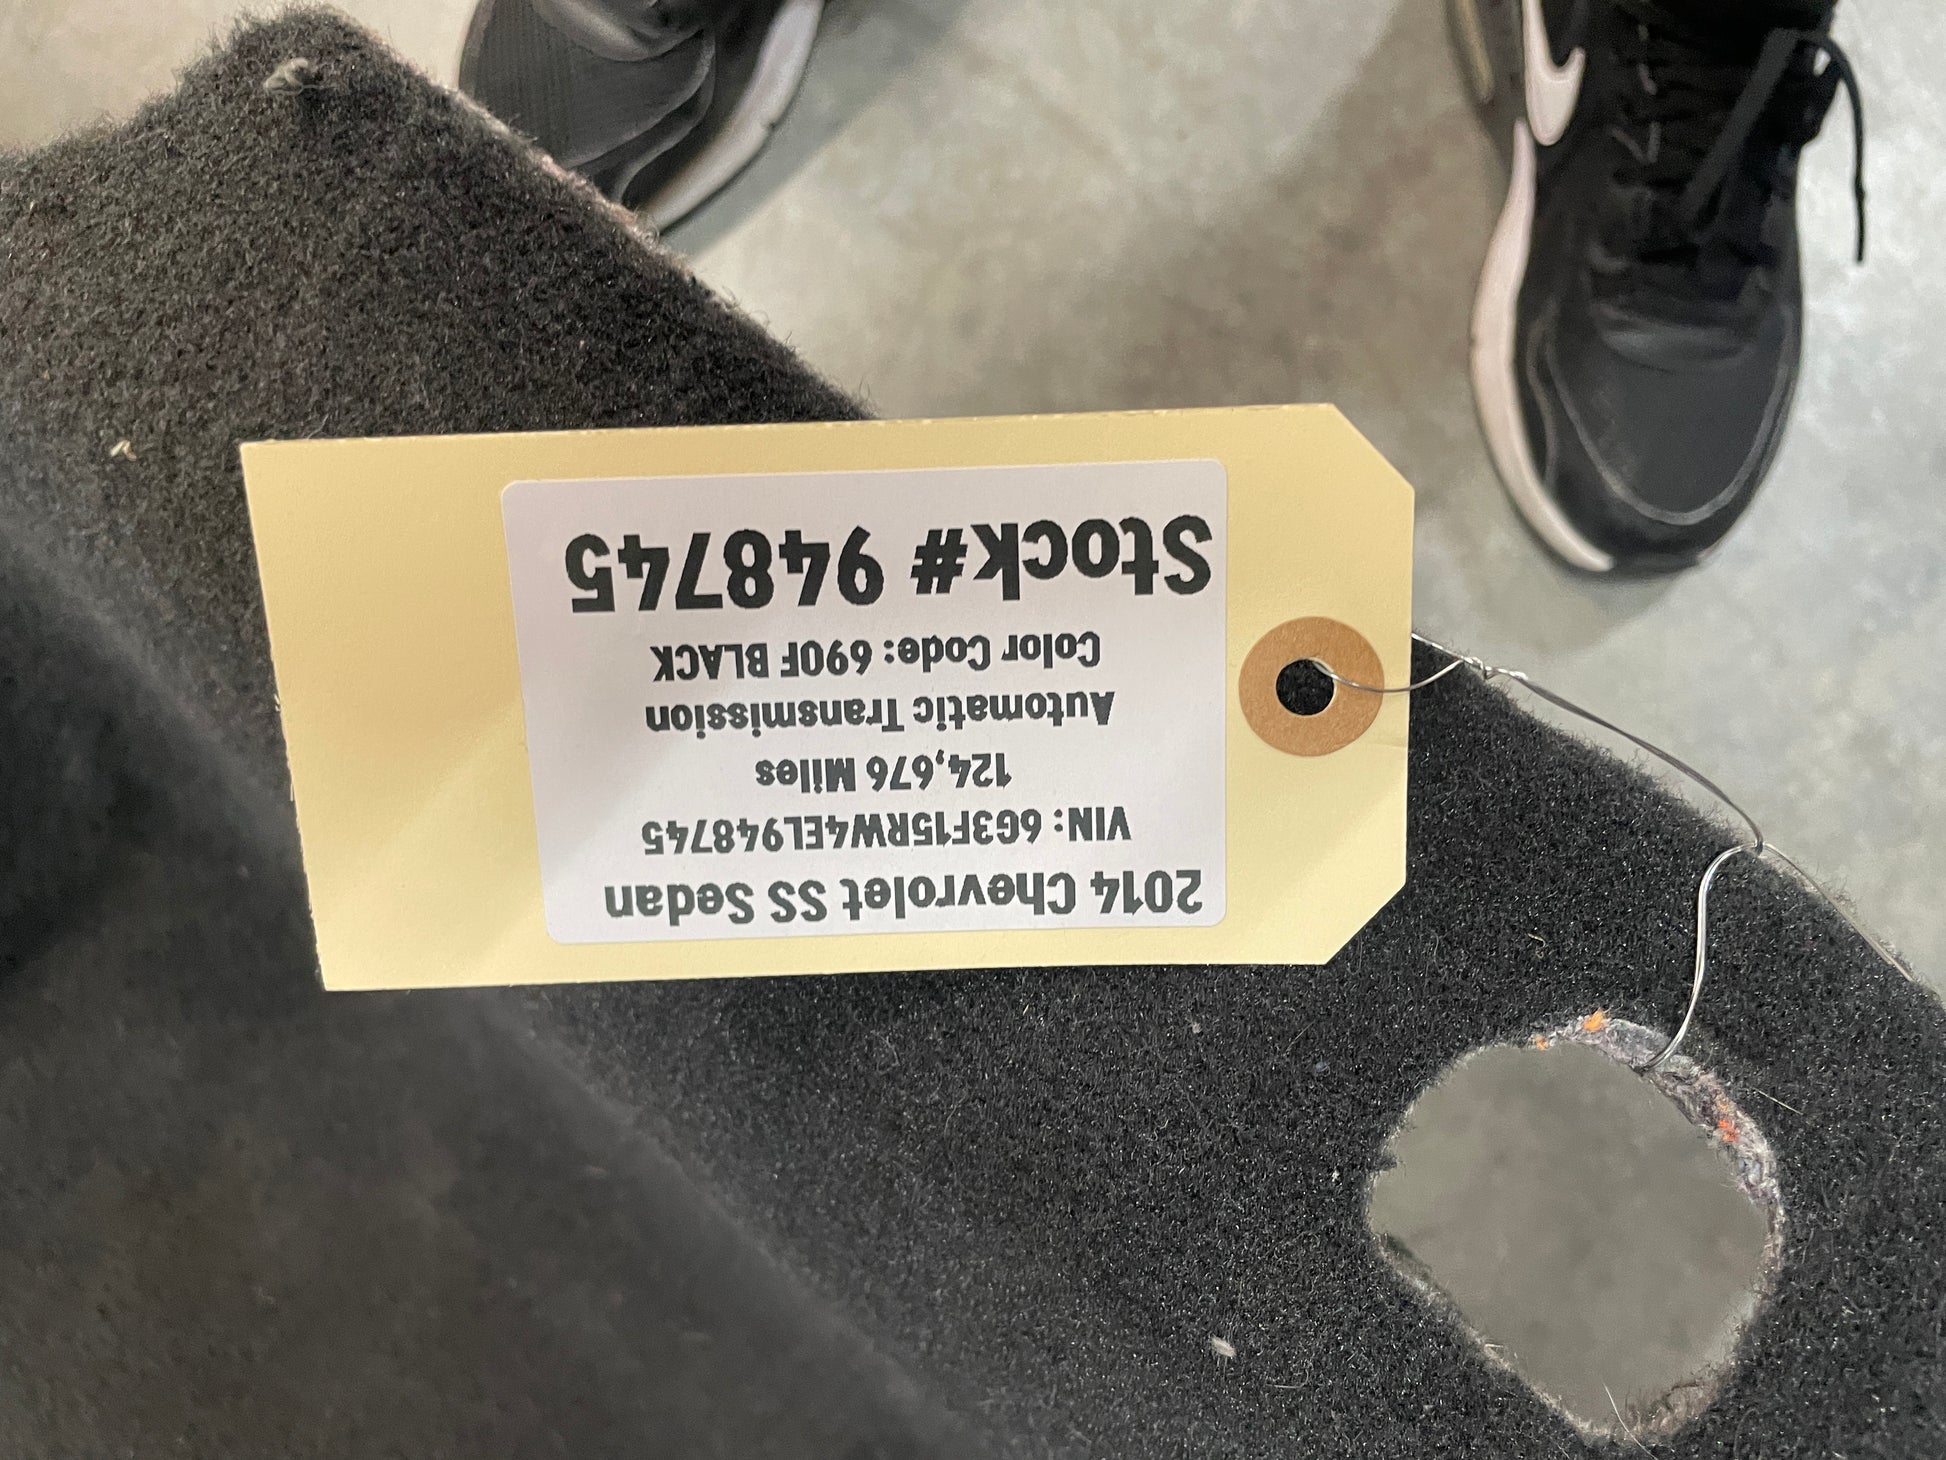 2014 Chevrolet SS Sedan
VIN: 6G3F15RW4EL948745
124,676 Miles
Automatic Transmission
Color Code: 690F BLACK
Stock# 948745